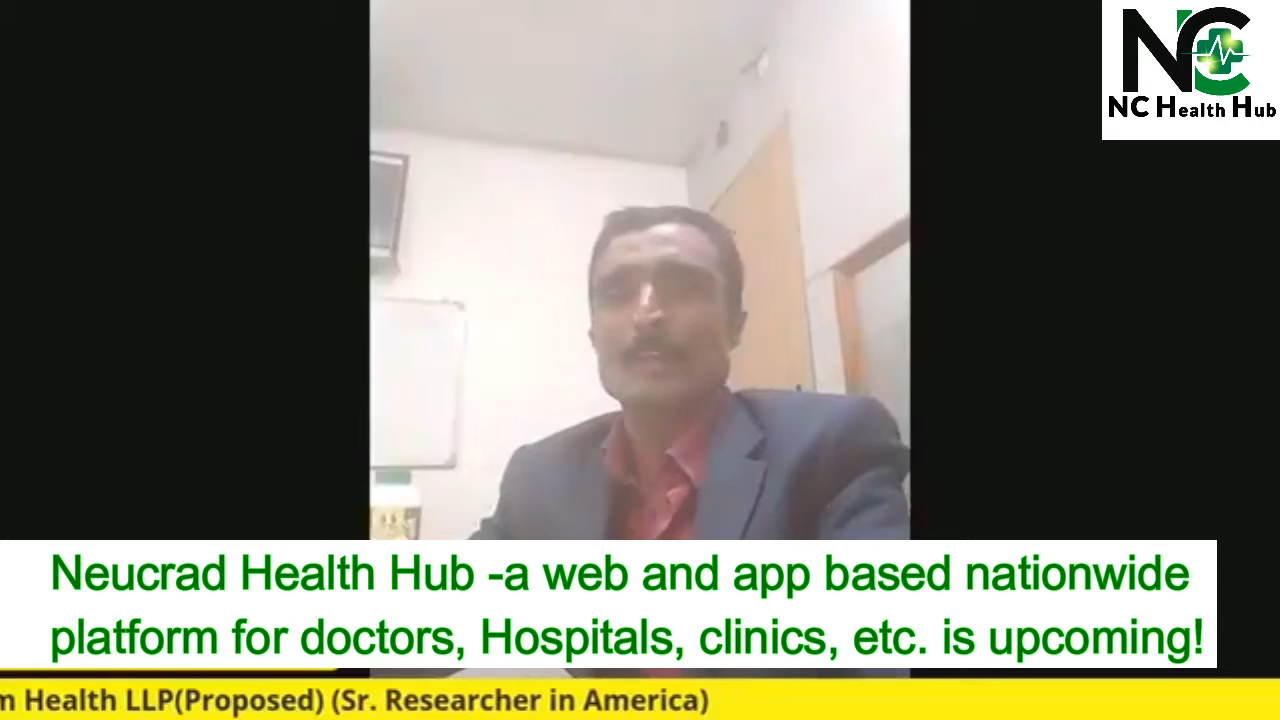 NC
NC Health Hub
Neucrad Health Hub -a web and app based nationwide
platform for doctors, Hospitals, clinics, etc. is upcoming!
m Health LLP(Proposed) (Sr. Researcher in America)